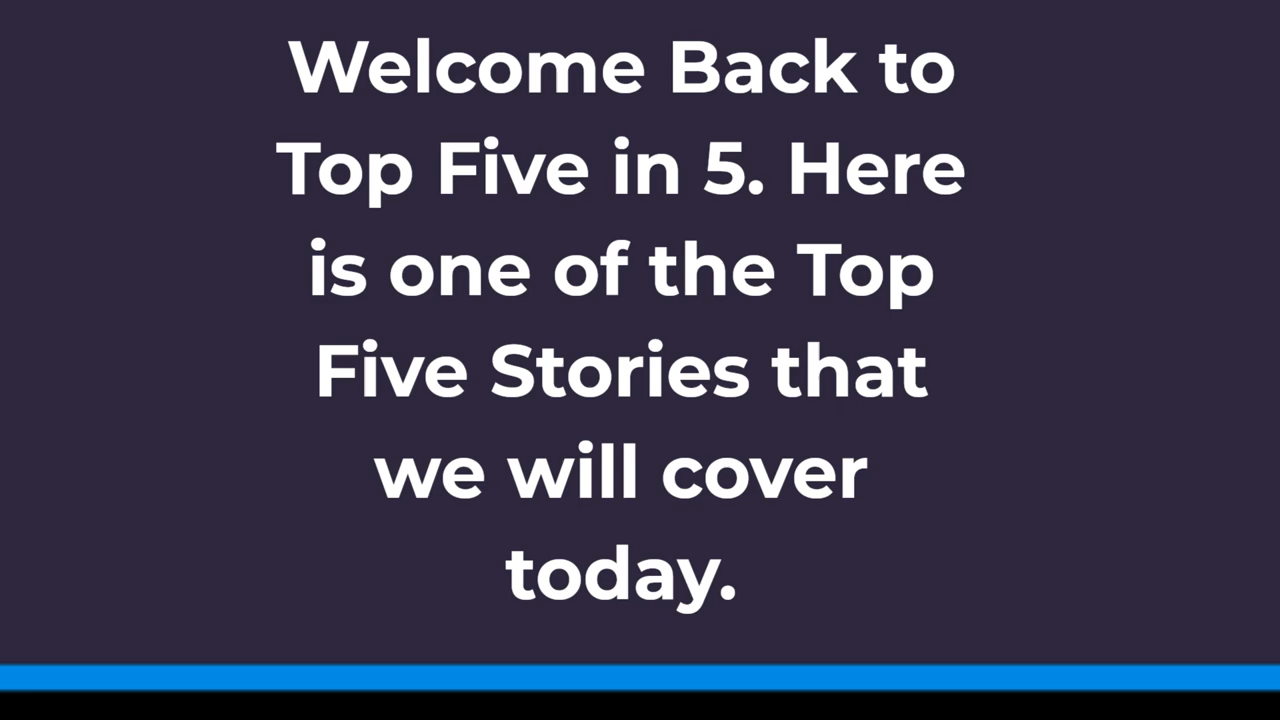 Welcome Back to
Top Five in 5. Here
is one of the Top
Five Stories that
we will cover
today.